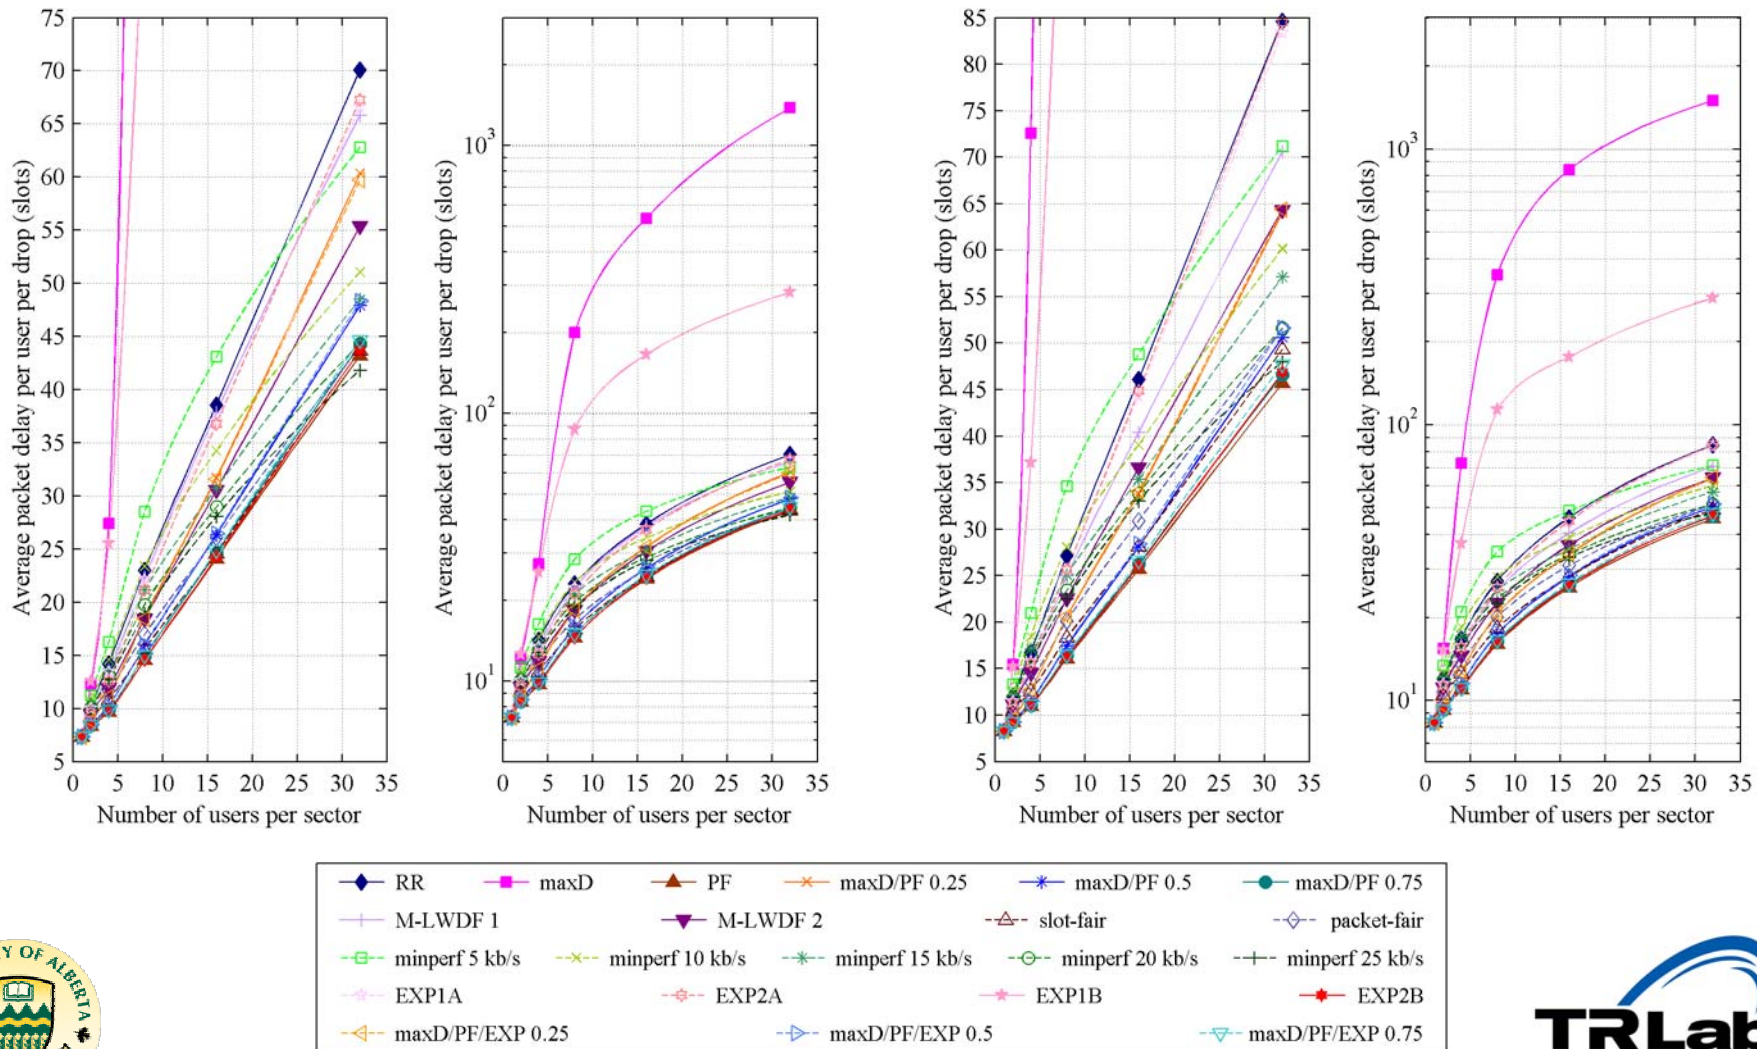 75
70
65
60
55
50
45
40
35
30
25
20
15
10
5
0 5 10 15 20 25 30 35
Number of users per sector
Average packet delay per user per drop (slots)
10³
10²
10¹
0 5 10 15 20 25 30 35
Number of users per sector
Average packet delay per user per drop (slots)
85
80
75
70
65
60
55
50
45
40
35
30
25
20
15
10
5
0 5 10 15 20 25 30 35
Number of users per sector
Average packet delay per user per drop (slots)
10³
10²
10¹
0 5 10 15 20 25 30 35
Number of users per sector
Average packet delay per user per drop (slots)
RR maxD PF maxD/PF 0.25 maxD/PF 0.5 maxD/PF 0.75
M-LWDF 1 M-LWDF 2 slot-fair packet-fair
minperf 5 kb/s minperf 10 kb/s minperf 15 kb/s minperf 20 kb/s minperf 25 kb/s
EXP1A EXP2A EXP1B EXP2B
maxD/PF/EXP 0.25 maxD/PF/EXP 0.5 maxD/PF/EXP 0.75
Y OF ALBERTA
TRLab